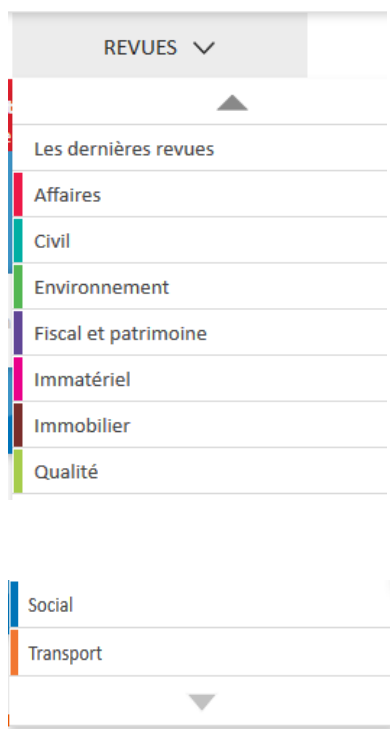 REVUES
Les dernières revues
Affaires
Civil
Environnement
Fiscal et patrimoine
Immatériel
Immobilier
Qualité
Social
Transport